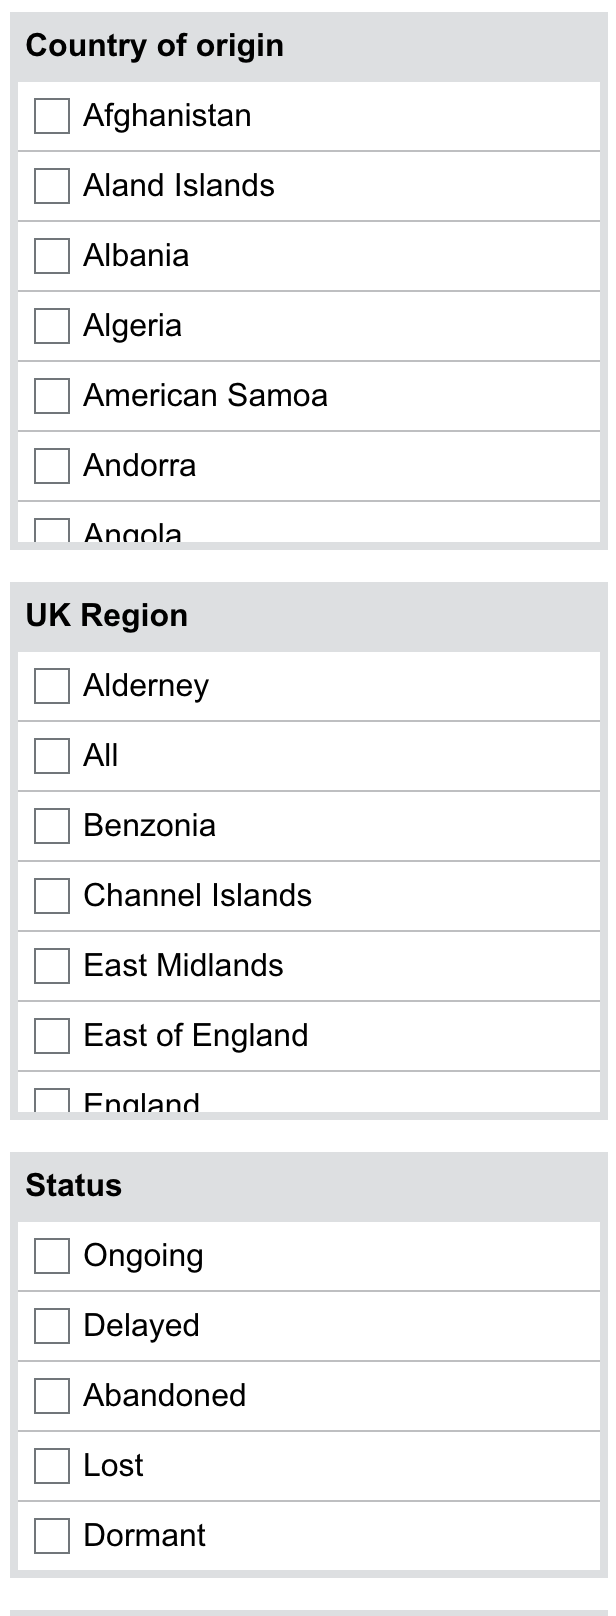 Country of origin
Afghanistan
Aland Islands
Albania
Algeria
American Samoa
Andorra
Angola
UK Region
Alderney
All
Benzonia
Channel Islands
East Midlands
East of England
England
Status
Ongoing
Delayed
Abandoned
Lost
Dormant